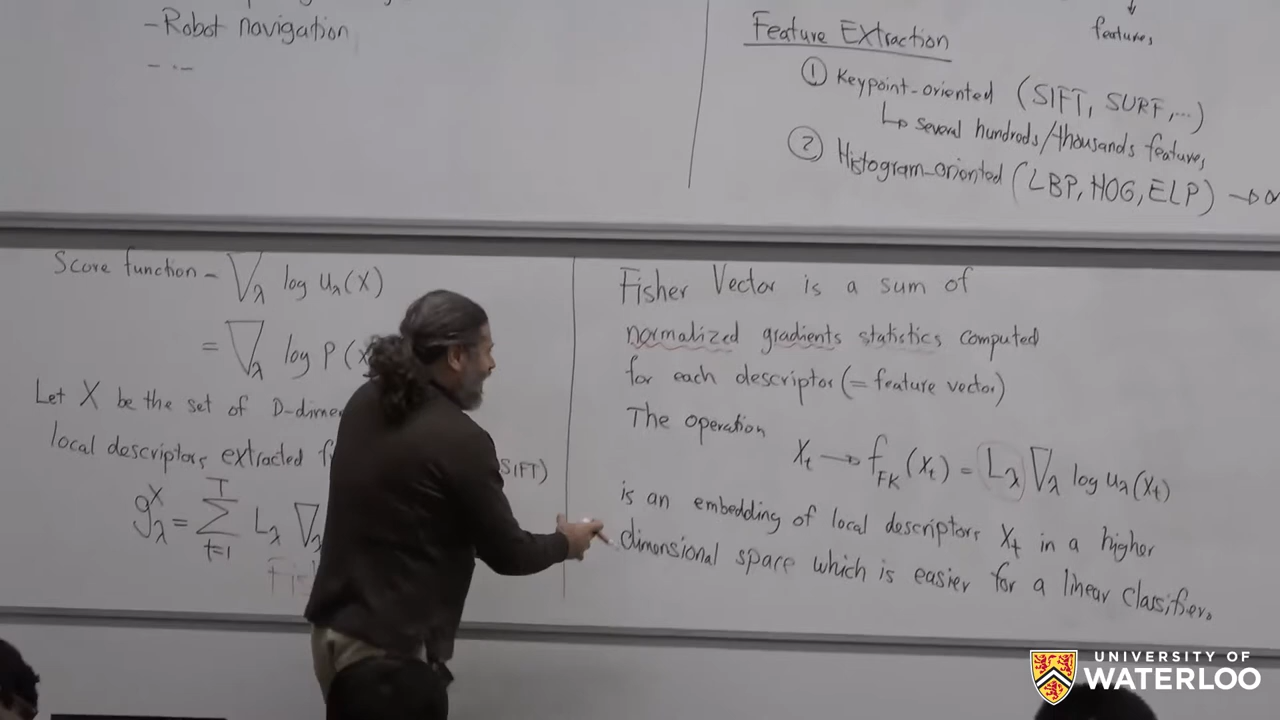 - Robot navigation
- - -
features
Feature Extraction
① Keypoint-oriented (SIFT, SURF,...)
↳ several hundreds/thousands features
② Histogram-oriented (LBP, HOG, ELP) →
Score function - ∇λ log uλ(X)
= ∇λ log P(x
Let X be the set of D-dime
local descriptors extracted f
SIFT)
g_λ^X = Σ_{t=1}^{T} Lλ ∇λ
Fis
Fisher Vector is a sum of
normalized gradients statistics computed
for each descriptor (= feature vector)
The operation
X_t → f_FK(X_t) = Lλ ∇λ log uλ(X_t)
is an embedding of local descriptors X_t in a higher
dimensional space which is easier for a linear classifier.
UNIVERSITY OF
WATERLOO